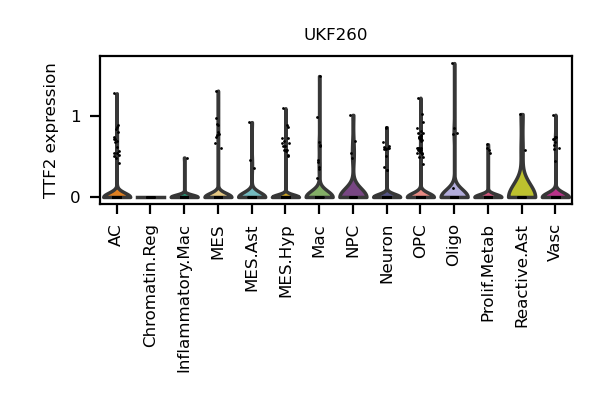 UKF260
TTF2 expression
1
0
AC
Chromatin.Reg
Inflammatory.Mac
MES
MES.Ast
MES.Hyp
Mac
NPC
Neuron
OPC
Oligo
Prolif.Metab
Reactive.Ast
Vasc